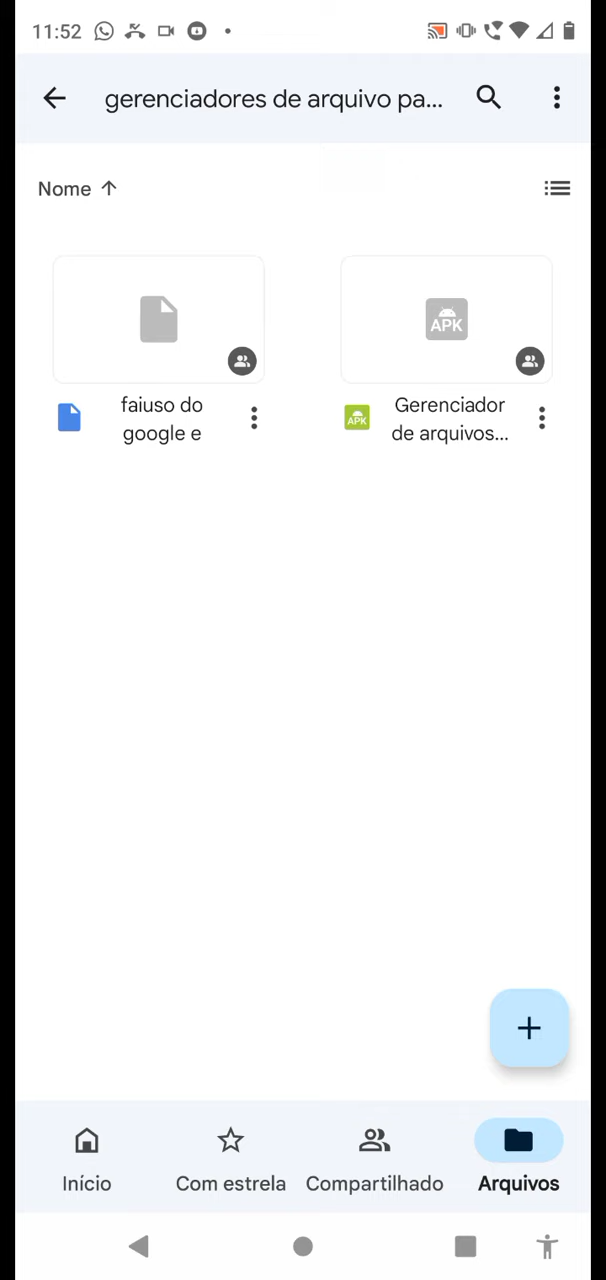 11:52
gerenciadores de arquivo pa...
Nome
APK
faiuso do
google e
APK
Gerenciador
de arquivos...
Início
Com estrela
Compartilhado
Arquivos